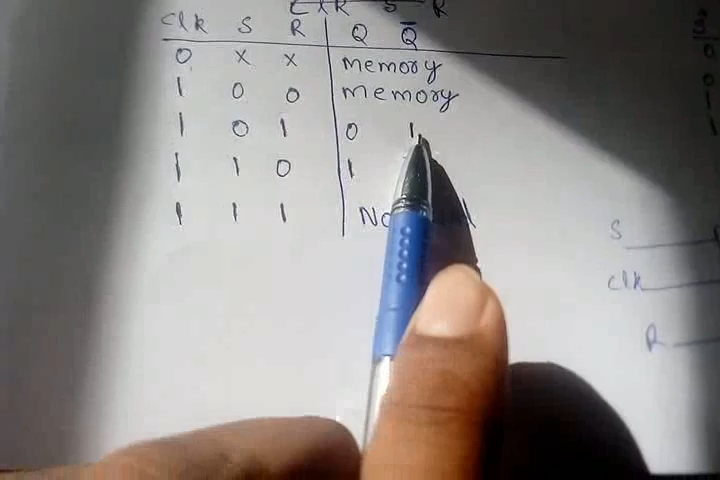 Clk S R
Clk S R Q Q̅
0 x x memory
1 0 0 memory
1 0 1 0 1
1 1 0 1
1 1 1
S
Clk
R